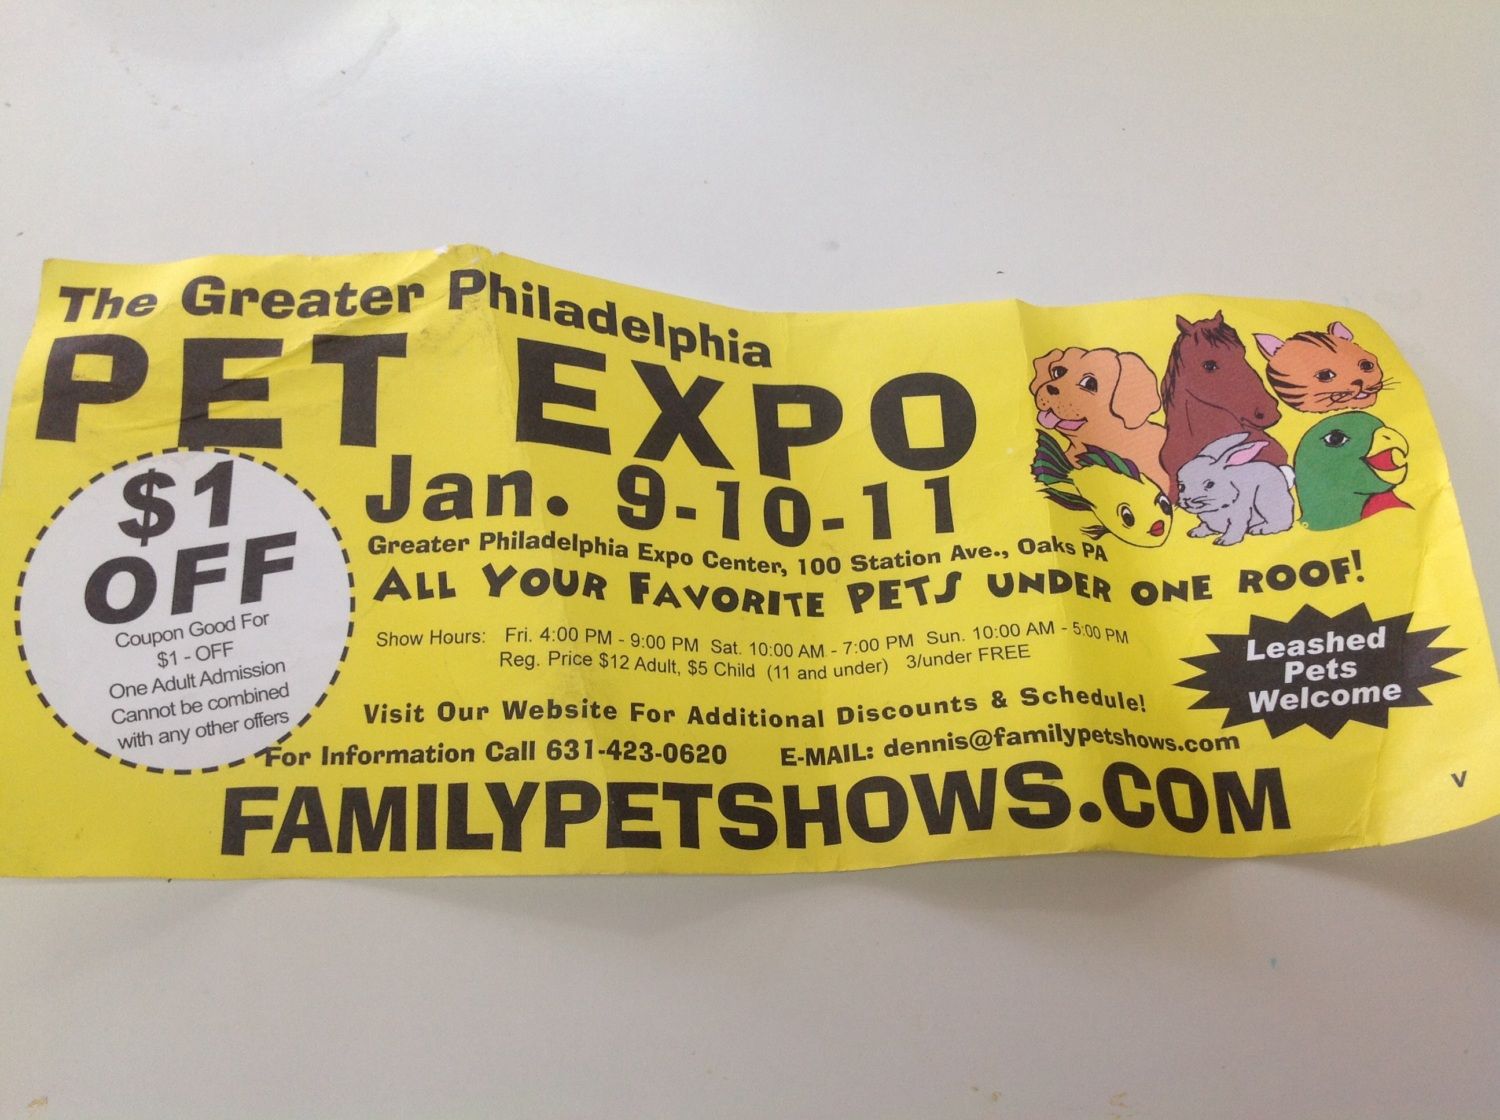 The Greater Philadelphia
PET EXPO
Jan. 9-10-11
Greater Philadelphia Expo Center, 100 Station Ave., Oaks PA
ALL YOUR FAVORITE PETS UNDER ONE ROOF!
$1
OFF
Coupon Good For
$1 - OFF
One Adult Admission
Cannot be combined
with any other offers
Show Hours: Fri. 4:00 PM - 9:00 PM Sat. 10:00 AM - 7:00 PM Sun. 10:00 AM - 5:00 PM
Reg. Price $12 Adult, $5 Child (11 and under) 3/under FREE
Leashed
Pets
Welcome
Visit Our Website For Additional Discounts & Schedule!
For Information Call 631-423-0620 E-MAIL: dennis@familypetshows.com
FAMILYPETSHOWS.COM
V